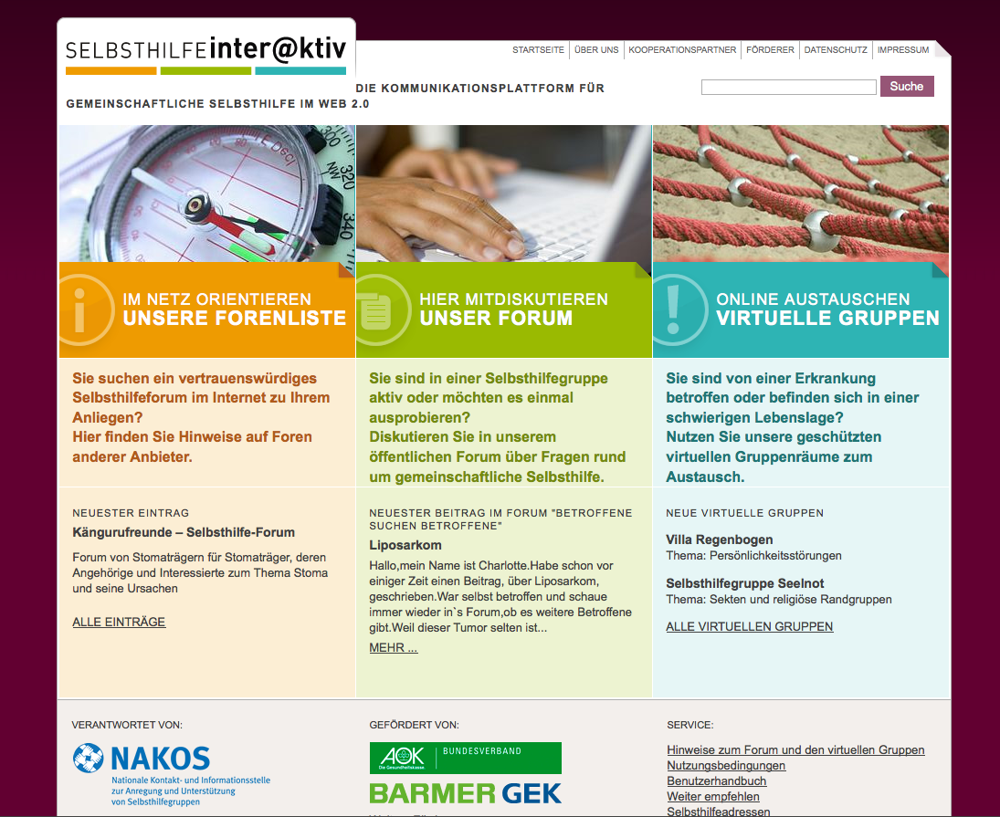 SELBSTHILFEinter@ktiv
STARTSEITE
ÜBER UNS
KOOPERATIONSPARTNER
FÖRDERER
DATENSCHUTZ
IMPRESSUM
DIE KOMMUNIKATIONSPLATTFORM FÜR
GEMEINSCHAFTLICHE SELBSTHILFE IM WEB 2.0
Suche
300
320
NW
340
IM NETZ ORIENTIEREN
UNSERE FORENLISTE
Sie suchen ein vertrauenswürdiges
Selbsthilfeforum im Internet zu Ihrem
Anliegen?
Hier finden Sie Hinweise auf Foren
anderer Anbieter.
NEUESTER EINTRAG
Kängurufreunde – Selbsthilfe-Forum
Forum von Stomaträgern für Stomaträger, deren
Angehörige und Interessierte zum Thema Stoma
und seine Ursachen
ALLE EINTRÄGE
HIER MITDISKUTIEREN
UNSER FORUM
Sie sind in einer Selbsthilfegruppe
aktiv oder möchten es einmal
ausprobieren?
Diskutieren Sie in unserem
öffentlichen Forum über Fragen rund
um gemeinschaftliche Selbsthilfe.
NEUESTER BEITRAG IM FORUM "BETROFFENE
SUCHEN BETROFFENE"
Liposarkom
Hallo,mein Name ist Charlotte.Habe schon vor
einiger Zeit einen Beitrag, über Liposarkom,
geschrieben.War selbst betroffen und schaue
immer wieder in`s Forum,ob es weitere Betroffene
gibt.Weil dieser Tumor selten ist...
MEHR ...
ONLINE AUSTAUSCHEN
VIRTUELLE GRUPPEN
Sie sind von einer Erkrankung
betroffen oder befinden sich in einer
schwierigen Lebenslage?
Nutzen Sie unsere geschützten
virtuellen Gruppenräume zum
Austausch.
NEUE VIRTUELLE GRUPPEN
Villa Regenbogen
Thema: Persönlichkeitsstörungen
Selbsthilfegruppe Seelnot
Thema: Sekten und religiöse Randgruppen
ALLE VIRTUELLEN GRUPPEN
VERANTWORTET VON:
NAKOS
Nationale Kontakt- und Informationsstelle
zur Anregung und Unterstützung
von Selbsthilfegruppen
GEFÖRDERT VON:
AOK
Die Gesundheitskasse.
BUNDESVERBAND
BARMER GEK
SERVICE:
Hinweise zum Forum und den virtuellen Gruppen
Nutzungsbedingungen
Benutzerhandbuch
Weiter empfehlen
Selbsthilfeadressen